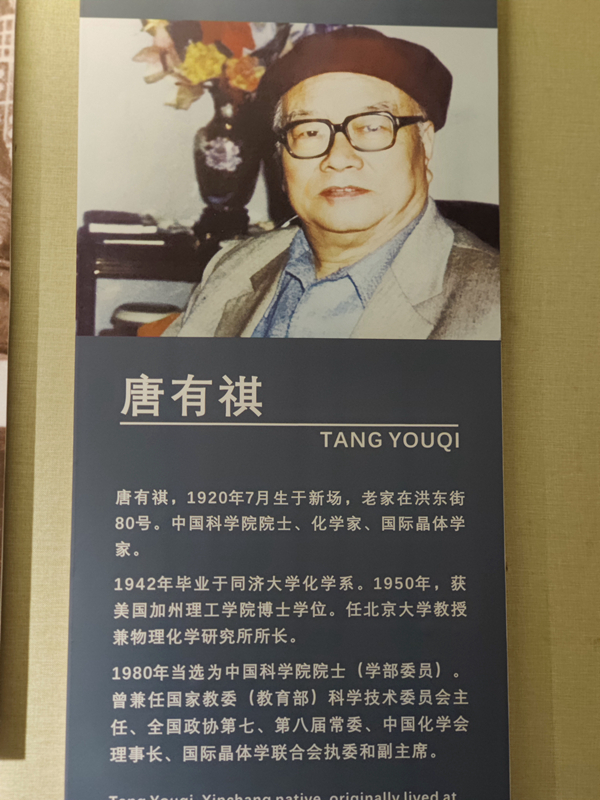 唐有祺
TANG YOUQI
唐有祺，1920年7月生于新场，老家在洪东街
80号。中国科学院院士、化学家、国际晶体学
家。
1942年毕业于同济大学化学系。1950年，获
美国加州理工学院博士学位。任北京大学教授
兼物理化学研究所所长。
1980年当选为中国科学院院士（学部委员）。
曾兼任国家教委（教育部）科学技术委员会主
任、全国政协第七、第八届常委、中国化学会
理事长、国际晶体学联合会执委和副主席。
Tang Youqi, Xinchang native, originally lived at